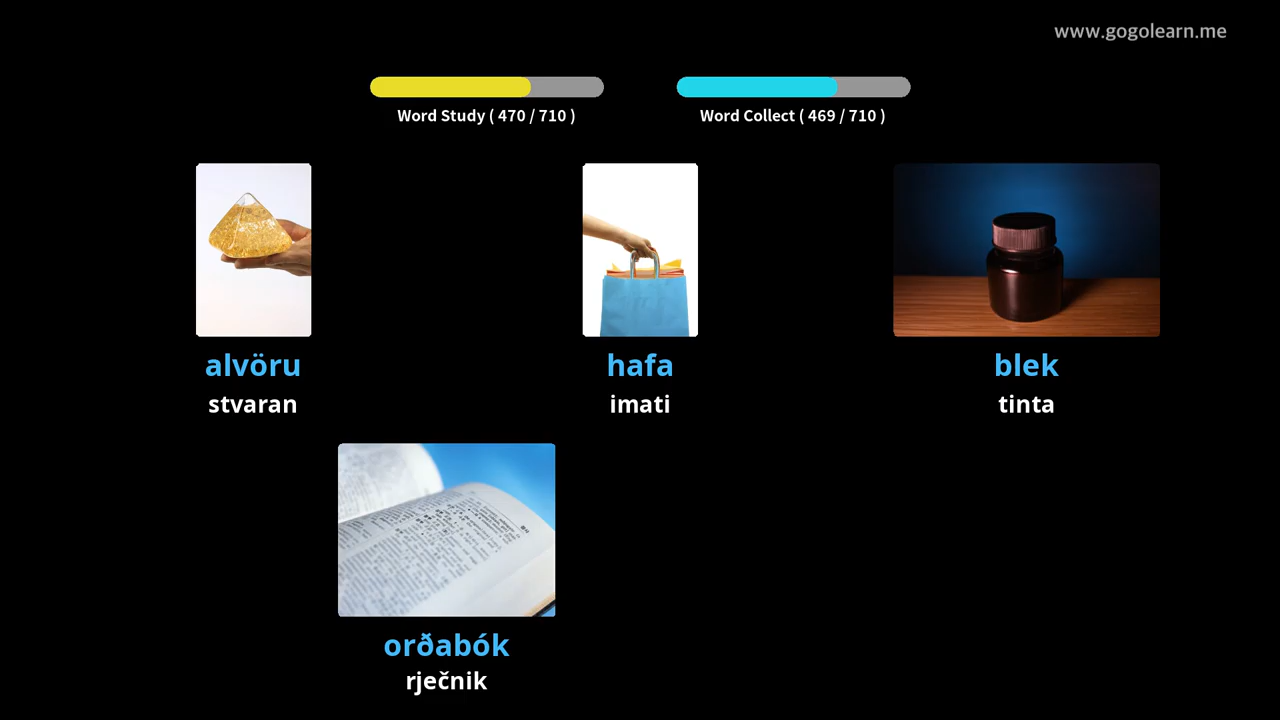 www.gogolearn.me
Word Study ( 470 / 710 )
Word Collect ( 469 / 710 )
alvöru
stvaran
hafa
imati
blek
tinta
orðabók
rječnik